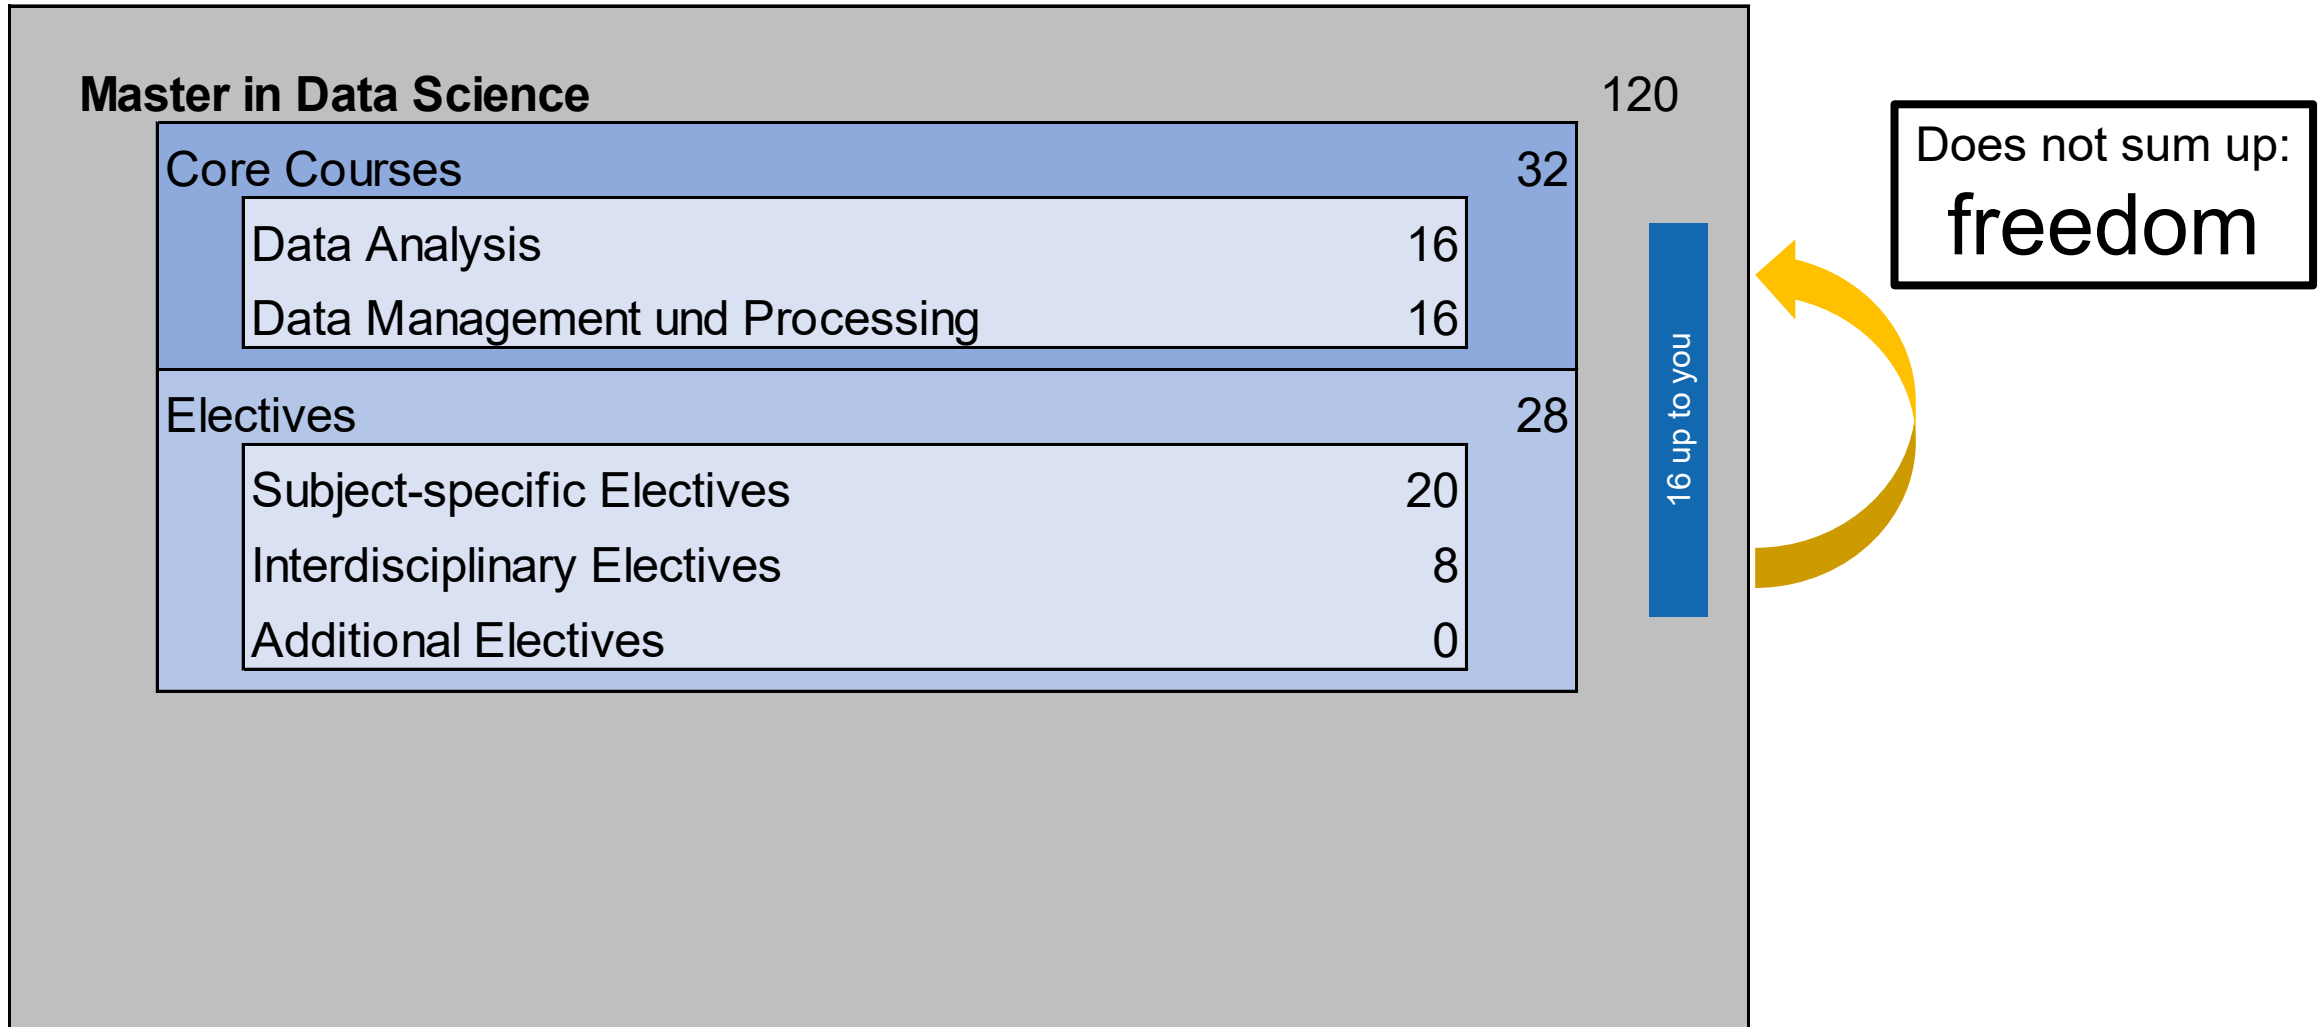 Master in Data Science 120
Core Courses 32
Data Analysis 16
Data Management und Processing 16
Electives 28
Subject-specific Electives 20
Interdisciplinary Electives 8
Additional Electives 0
16 up to you
Does not sum up:
freedom